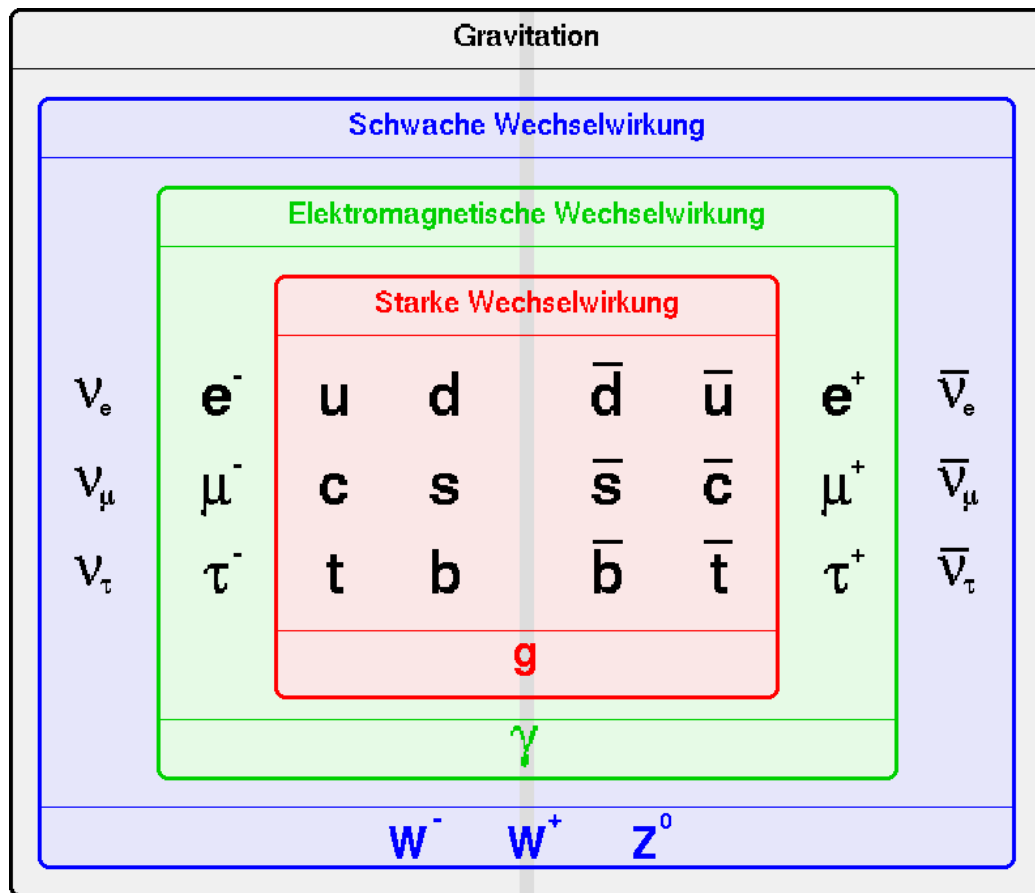 Gravitation
Schwache Wechselwirkung
Elektromagnetische Wechselwirkung
Starke Wechselwirkung
νₑ e⁻ u d d̅ u̅ e⁺ ν̅ₑ
ν_μ μ⁻ c s s̅ c̅ μ⁺ ν̅_μ
ν_τ τ⁻ t b b̅ t̅ τ⁺ ν̅_τ
g
γ
W⁻ W⁺ Z⁰